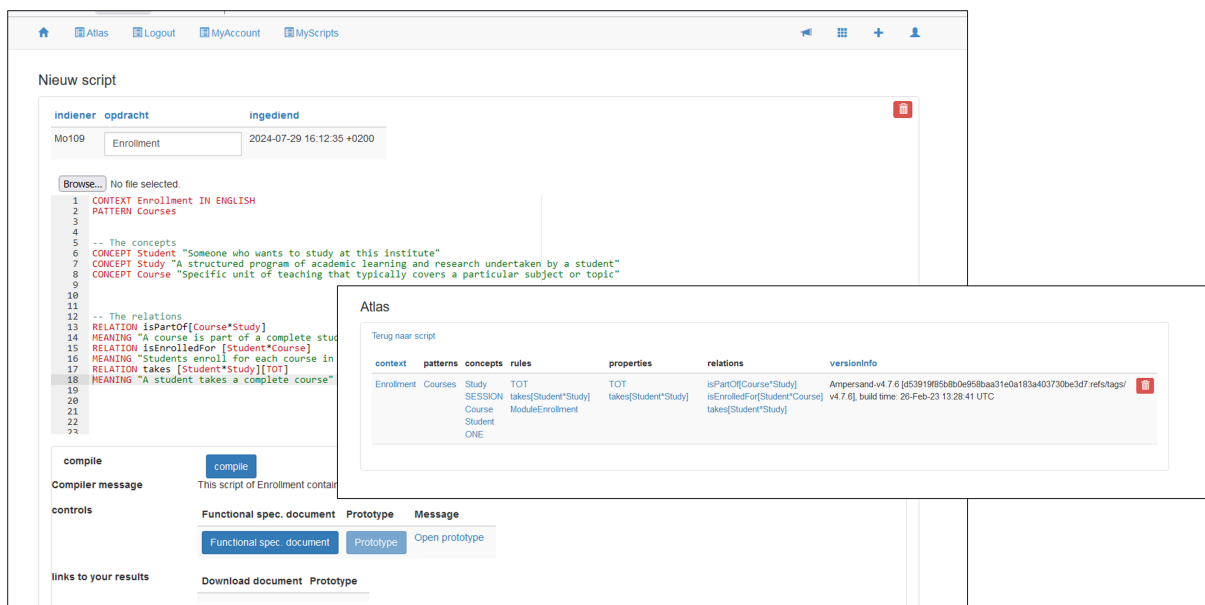 Atlas Logout MyAccount MyScripts
Nieuw script
indiener opdracht ingediend
Mo109 Enrollment 2024-07-29 16:12:35 +0200
Browse... No file selected.
1 CONTEXT Enrollment IN ENGLISH
2 PATTERN Courses
3
4
5 -- The concepts
6 CONCEPT Student "Someone who wants to study at this institute"
7 CONCEPT Study "A structured program of academic learning and research undertaken by a student"
8 CONCEPT Course "Specific unit of teaching that typically covers a particular subject or topic"
9
10
11
12 -- The relations
13 RELATION isPartOf[Course*Study]
14 MEANING "A course is part of a complete stud
15 RELATION isEnrolledFor [Student*Course]
16 MEANING "Students enroll for each course in
17 RELATION takes [Student*Study][TOT]
18 MEANING "A student takes a complete course"
19
20
21
22
23
compile compile
Compiler message This script of Enrollment contain
controls
Functional spec. document Prototype Message
Functional spec. document Prototype Open prototype
links to your results
Download document Prototype
Atlas
Terug naar script
context patterns concepts rules properties relations versionInfo
Enrollment Courses Study TOT TOT isPartOf[Course*Study] Ampersand-v4.7.6 [d53919f85b8b0e958baa31e0a183a403730be3d7:refs/tags/
SESSION takes[Student*Study] takes[Student*Study] isEnrolledFor[Student*Course] v4.7.6], build time: 26-Feb-23 13:28:41 UTC
Course ModuleEnrollment takes[Student*Study]
Student
ONE